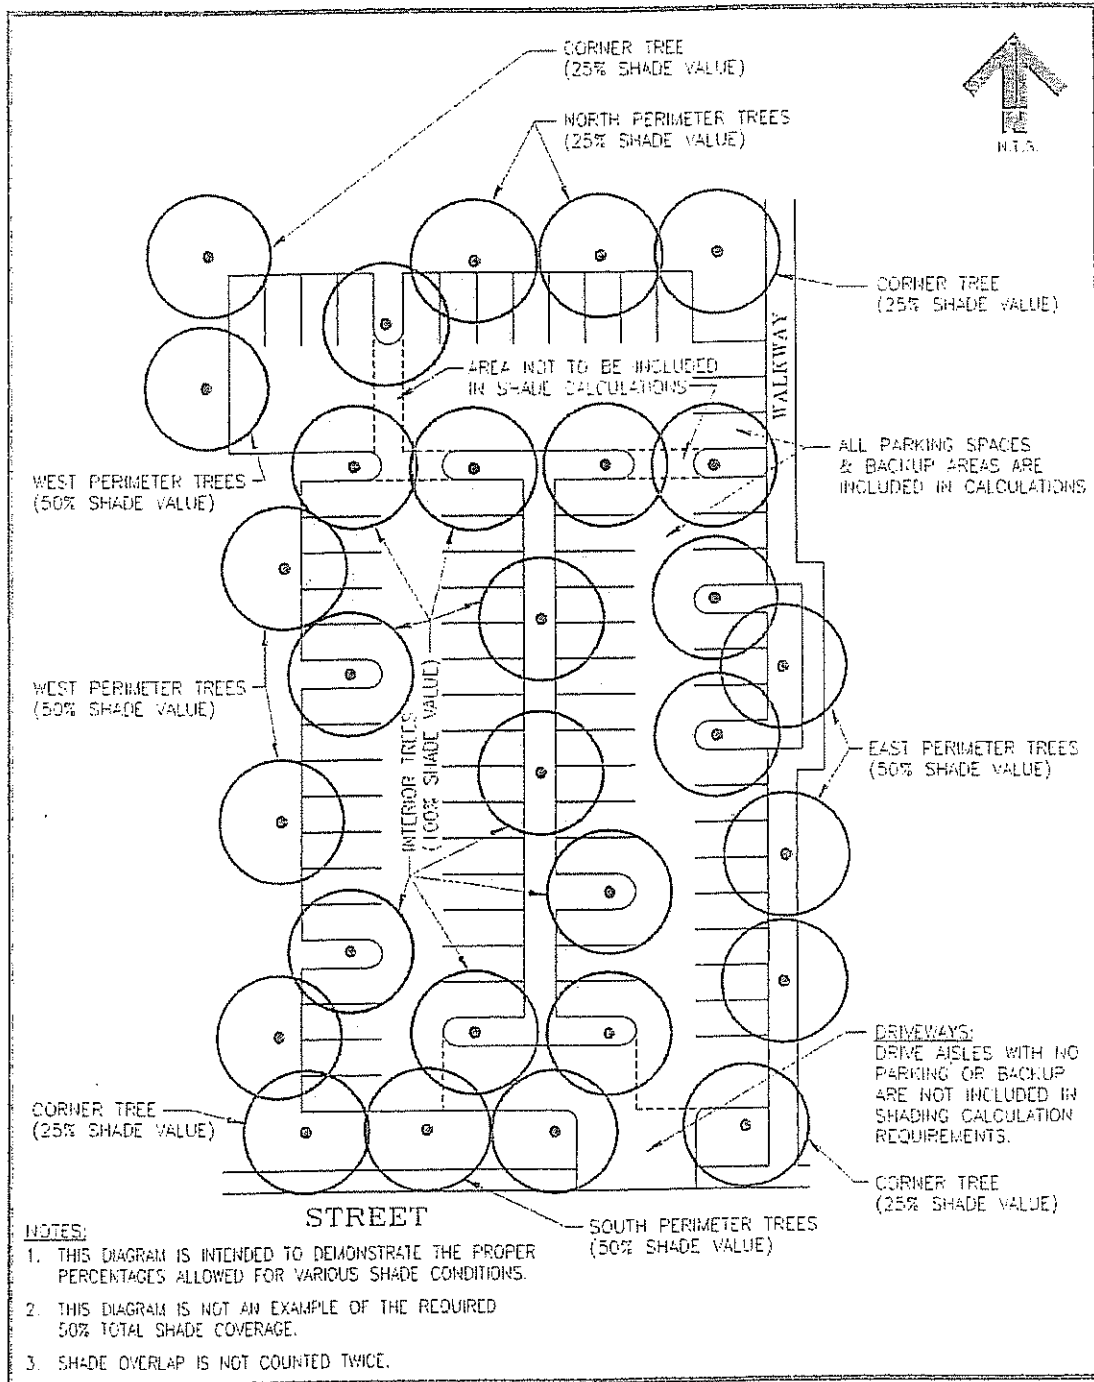 CORNER TREE
(25% SHADE VALUE)
NORTH PERIMETER TREES
(25% SHADE VALUE)
N
N.T.S.
CORNER TREE
(25% SHADE VALUE)
WALKWAY
AREA NOT TO BE INCLUDED
IN SHADE CALCULATIONS
ALL PARKING SPACES
& BACKUP AREAS ARE
INCLUDED IN CALCULATIONS
WEST PERIMETER TREES
(50% SHADE VALUE)
WEST PERIMETER TREES
(50% SHADE VALUE)
INTERIOR TREES
(100% SHADE VALUE)
EAST PERIMETER TREES
(50% SHADE VALUE)
DRIVEWAYS:
DRIVE AISLES WITH NO
PARKING OR BACKUP
ARE NOT INCLUDED IN
SHADING CALCULATION
REQUIREMENTS.
CORNER TREE
(25% SHADE VALUE)
CORNER TREE
(25% SHADE VALUE)
STREET
SOUTH PERIMETER TREES
(50% SHADE VALUE)
NOTES:
1. THIS DIAGRAM IS INTENDED TO DEMONSTRATE THE PROPER
PERCENTAGES ALLOWED FOR VARIOUS SHADE CONDITIONS.
2. THIS DIAGRAM IS NOT AN EXAMPLE OF THE REQUIRED
50% TOTAL SHADE COVERAGE.
3. SHADE OVERLAP IS NOT COUNTED TWICE.